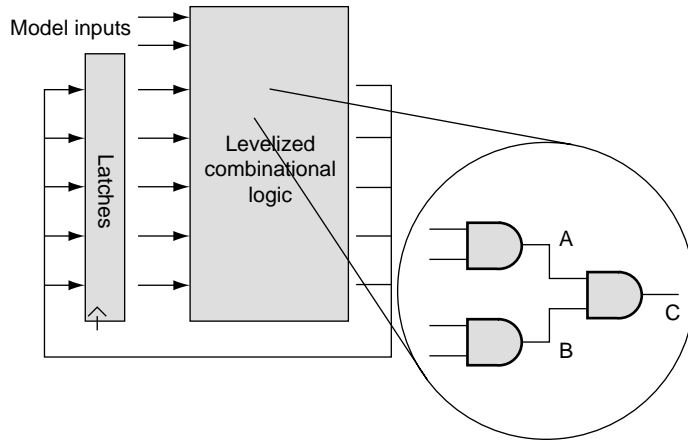 Model inputs
Latches
Levelized
combinational
logic
A
B
C